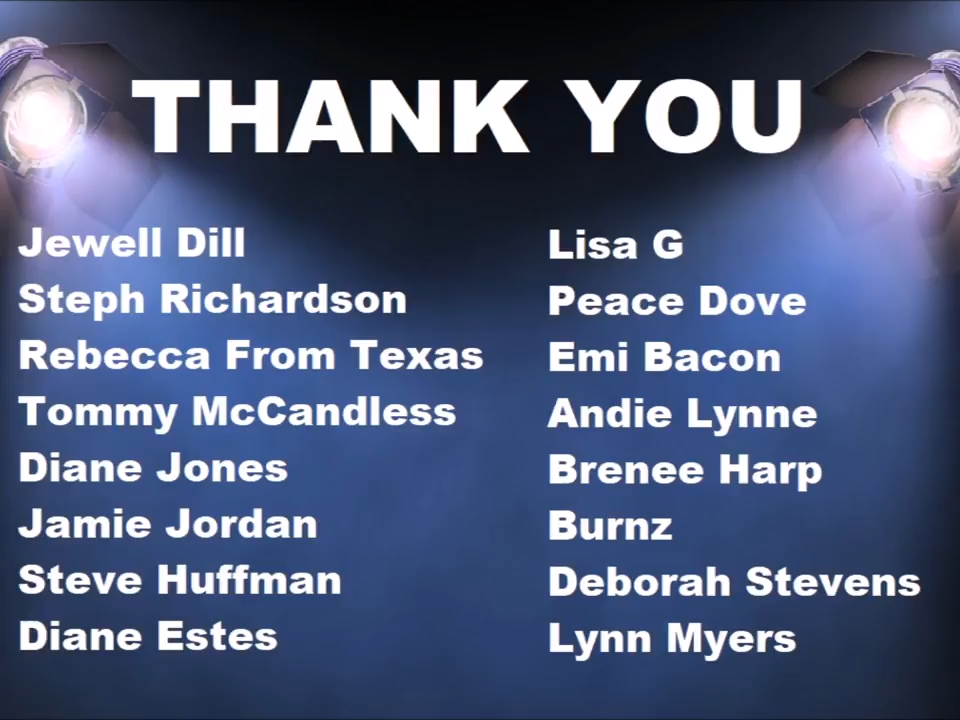 THANK YOU
Jewell Dill
Steph Richardson
Rebecca From Texas
Tommy McCandless
Diane Jones
Jamie Jordan
Steve Huffman
Diane Estes
Lisa G
Peace Dove
Emi Bacon
Andie Lynne
Brenee Harp
Burnz
Deborah Stevens
Lynn Myers